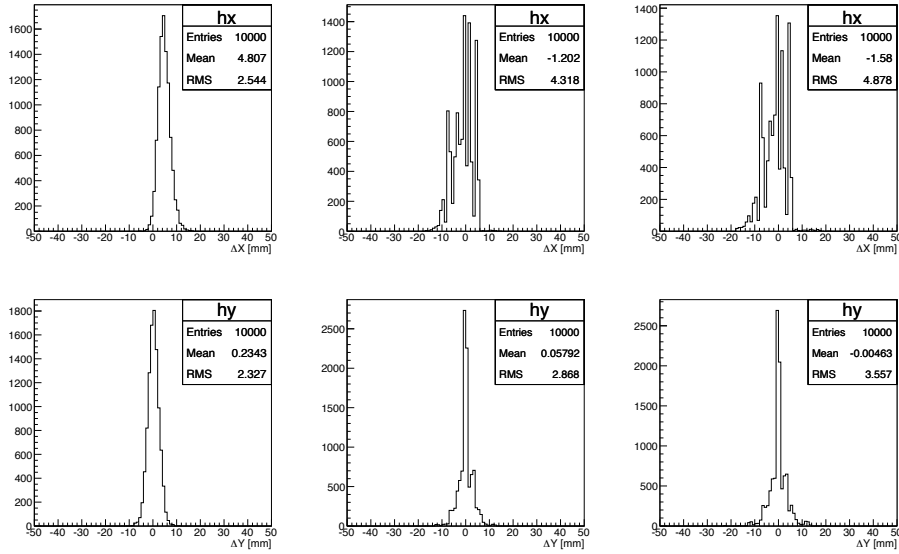 hx
Entries 10000
Mean 4.807
RMS 2.544
1600
1400
1200
1000
800
600
400
200
0
-50 -40 -30 -20 -10 0 10 20 30 40 50
ΔX [mm]
hx
Entries 10000
Mean -1.202
RMS 4.318
1400
1200
1000
800
600
400
200
0
-50 -40 -30 -20 -10 0 10 20 30 40 50
ΔX [mm]
hx
Entries 10000
Mean -1.58
RMS 4.878
1400
1200
1000
800
600
400
200
0
-50 -40 -30 -20 -10 0 10 20 30 40 50
ΔX [mm]
hy
Entries 10000
Mean 0.2343
RMS 2.327
1800
1600
1400
1200
1000
800
600
400
200
0
-50 -40 -30 -20 -10 0 10 20 30 40 50
ΔY [mm]
hy
Entries 10000
Mean 0.05792
RMS 2.868
2500
2000
1500
1000
500
0
-50 -40 -30 -20 -10 0 10 20 30 40 50
ΔY [mm]
hy
Entries 10000
Mean -0.00463
RMS 3.557
2500
2000
1500
1000
500
0
-50 -40 -30 -20 -10 0 10 20 30 40 50
ΔY [mm]